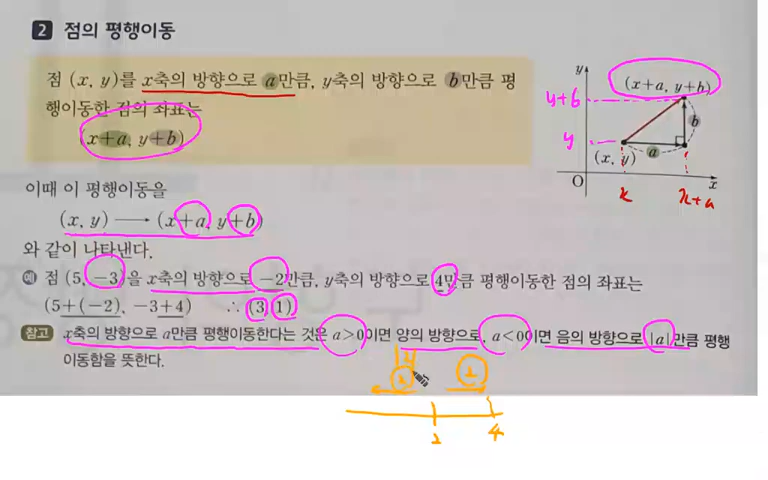 2 점의 평행이동
점 (x, y)를 x축의 방향으로 a만큼, y축의 방향으로 b만큼 평
행이동한 점의 좌표는
(x+a, y+b)
y
(x+a, y+b)
y+b
b
y
a
(x, y)
O
x
x
x+a
이때 이 평행이동을
(x, y) ⟶ (x+a, y+b)
와 같이 나타낸다.
예 점 (5, -3)을 x축의 방향으로 -2만큼, y축의 방향으로 4만큼 평행이동한 점의 좌표는
(5+(-2), -3+4) ∴ (3, 1)
참고 x축의 방향으로 a만큼 평행이동한다는 것은 a>0이면 양의 방향으로, a<0이면 음의 방향으로 |a|만큼 평행
이동함을 뜻한다.
2
2 4